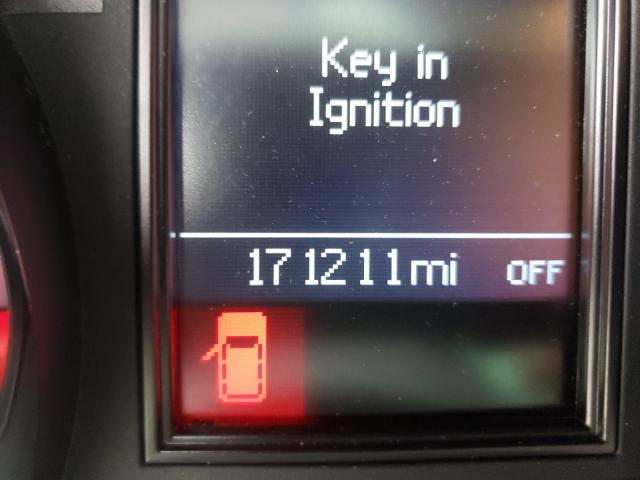 Key in
Ignition
171211mi OFF